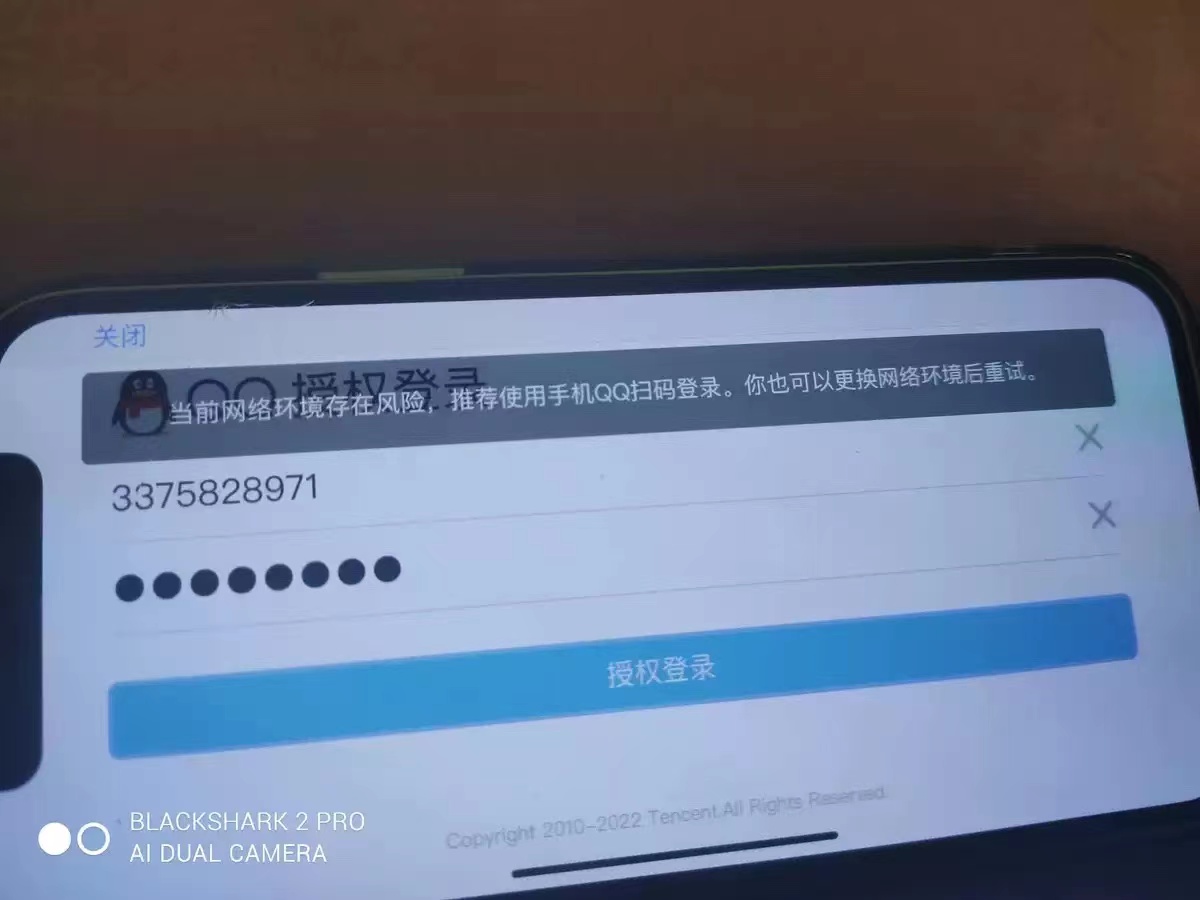 关闭
QQ 授权登录
当前网络环境存在风险，推荐使用手机QQ扫码登录。你也可以更换网络环境后重试。
3375828971
授权登录
Copyright 2010-2022 Tencent.All Rights Reserved.
BLACKSHARK 2 PRO
AI DUAL CAMERA